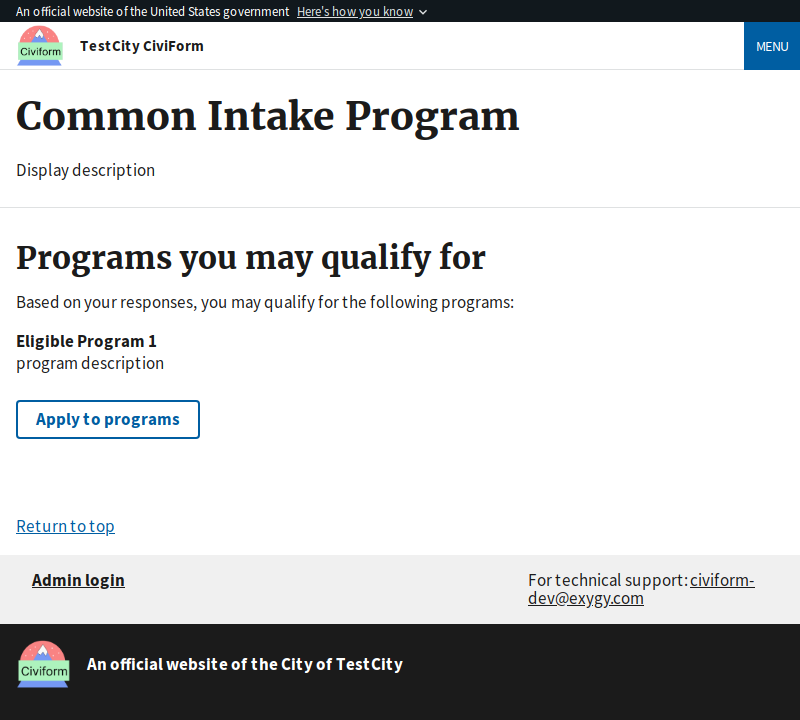 An official website of the United States government Here's how you know
Civiform
TestCity CiviForm
MENU
Common Intake Program
Display description
Programs you may qualify for
Based on your responses, you may qualify for the following programs:
Eligible Program 1
program description
Apply to programs
Return to top
Admin login
For technical support: civiform-
dev@exygy.com
Civiform
An official website of the City of TestCity